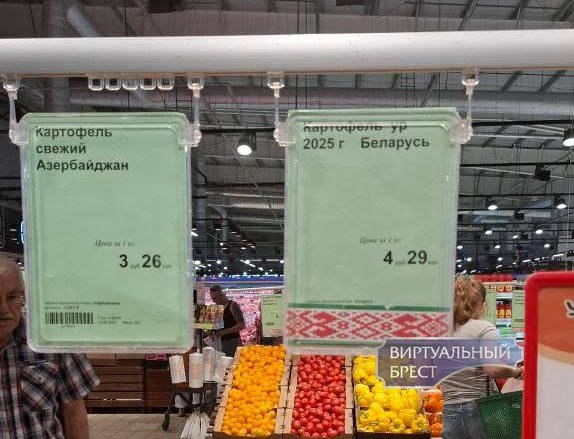 Картофель
свежий
Азербайджан
Цена за 1 кг
3 руб 26 коп
Картофель ур
2025 г Беларусь
Цена за 1 кг
4 руб 29 коп
ВИРТУАЛЬНЫЙ
БРЕСТ